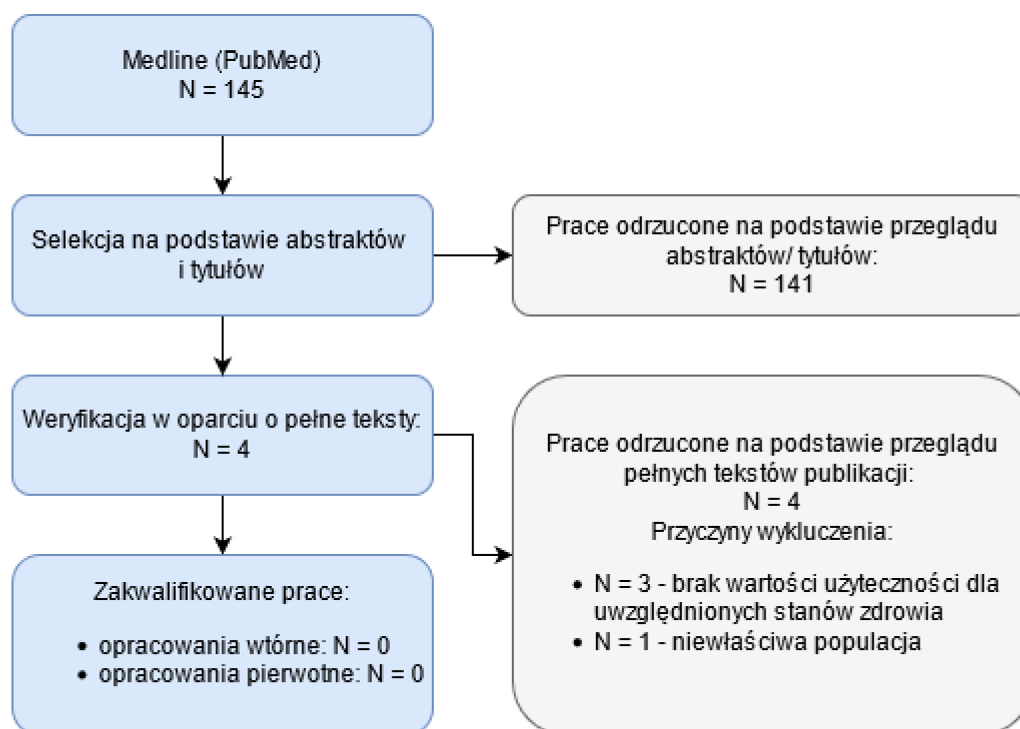 Medline (PubMed)
N = 145
Selekcja na podstawie abstraktów
i tytułów
Prace odrzucone na podstawie przeglądu
abstraktów/ tytułów:
N = 141
Weryfikacja w oparciu o pełne teksty:
N = 4
Prace odrzucone na podstawie przeglądu
pełnych tekstów publikacji:
N = 4
Przyczyny wykluczenia:
• N = 3 - brak wartości użyteczności dla
uwzględnionych stanów zdrowia
• N = 1 - niewłaściwa populacja
Zakwalifikowane prace:
• opracowania wtórne: N = 0
• opracowania pierwotne: N = 0